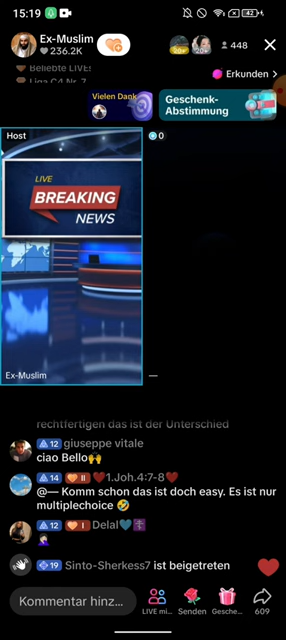 15:19
42
Ex-Muslim
236.2K
20
448
Beliebte LIVE!
Erkunden >
Liga C4 Nr. 7
Vielen Dank
Geschenk-
Abstimmung
Host
0
LIVE
BREAKING
NEWS
Ex-Muslim
—
rechtfertigen das ist der Unterschied
12 giuseppe vitale
ciao Bello🙌
14 II ❤️1.Joh.4:7-8❤️
@— Komm schon das ist doch easy. Es ist nur
multiplechoice 🤣
12 I Delal💙✝️
🤦🏻‍♀️
19 Sinto-Sherkess7 ist beigetreten
Kommentar hinz...
LIVE mi...
Senden
Gesche...
609